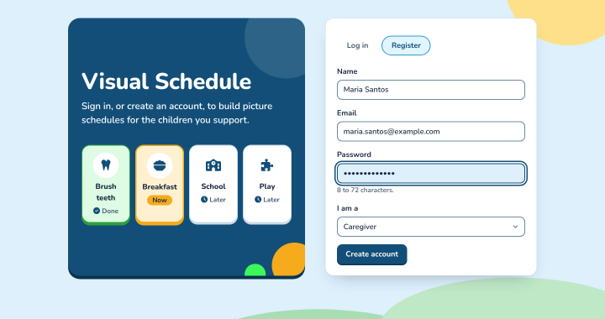 Visual Schedule
Sign in, or create an account, to build picture
schedules for the children you support.
Brush
teeth
Done
Breakfast
Now
School
Later
Play
Later
Log in
Register
Name
Maria Santos
Email
maria.santos@example.com
Password
•••••••••••••
8 to 72 characters.
I am a
Caregiver
Create account